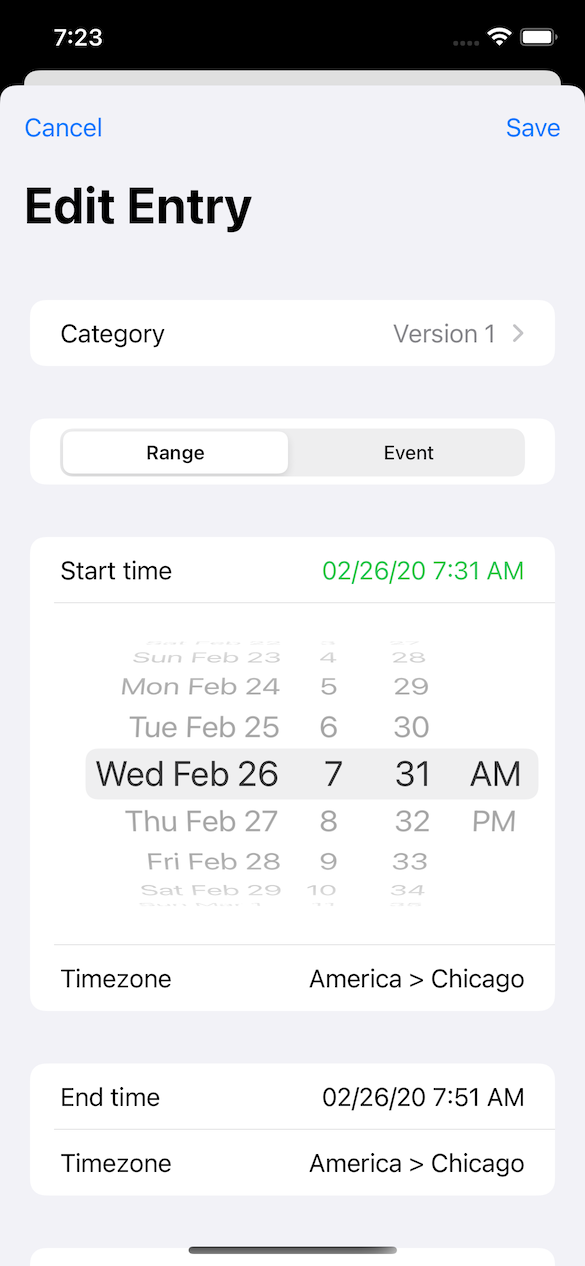 7:23
Cancel Save
Edit Entry
Category Version 1
Range Event
Start time 02/26/20 7:31 AM
Sun Feb 23 4 28
Mon Feb 24 5 29
Tue Feb 25 6 30
Wed Feb 26 7 31 AM
Thu Feb 27 8 32 PM
Fri Feb 28 9 33
Sat Feb 29 10 34
Timezone America > Chicago
End time 02/26/20 7:51 AM
Timezone America > Chicago